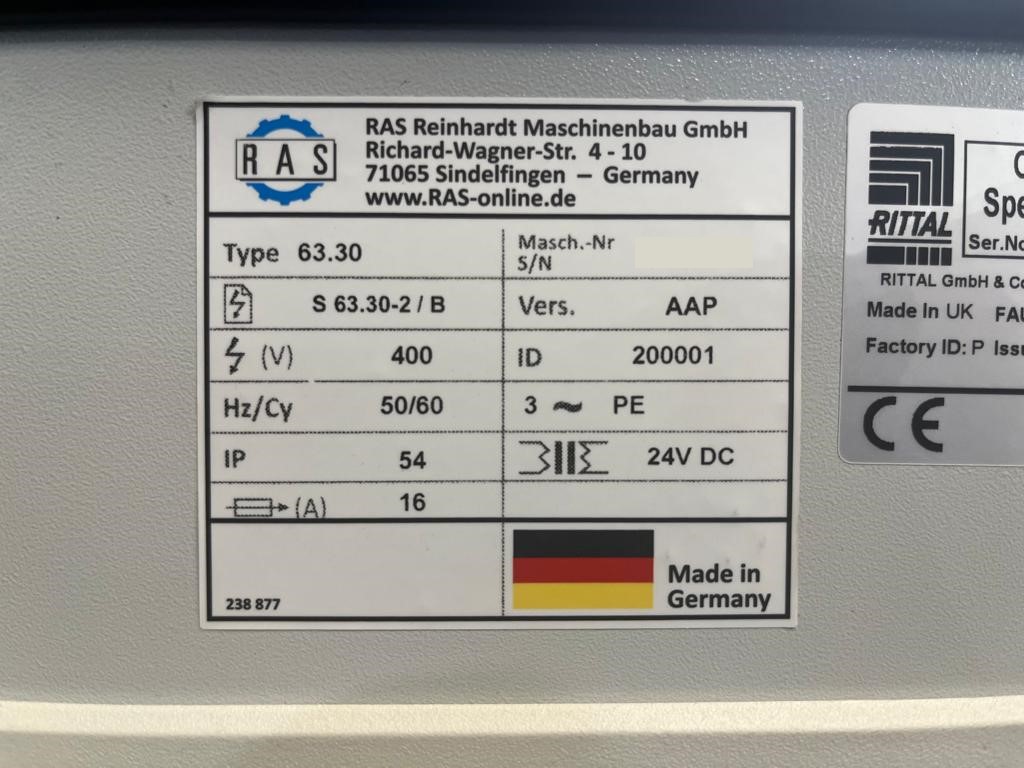 RAS
RAS Reinhardt Maschinenbau GmbH
Richard-Wagner-Str. 4 - 10
71065 Sindelfingen – Germany
www.RAS-online.de
Type 63.30
Masch.-Nr
S/N
S 63.30-2 / B
Vers. AAP
(V) 400
ID 200001
Hz/Cy 50/60
3 ~ PE
IP 54
24V DC
(A) 16
238 877
Made in
Germany
RITTAL
Ser.No
RITTAL GmbH & Co
Made In UK
Factory ID: P
CE